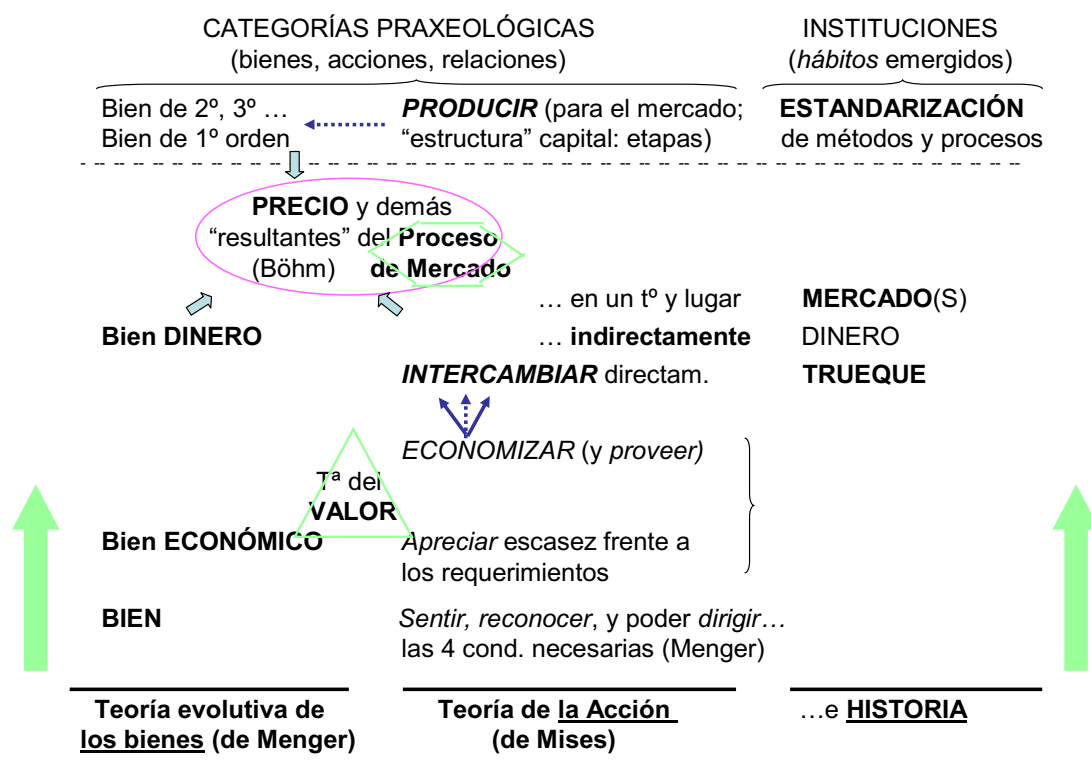 CATEGORÍAS PRAXEOLÓGICAS
(bienes, acciones, relaciones)
INSTITUCIONES
(hábitos emergidos)
Bien de 2º, 3º …
Bien de 1º orden
PRODUCIR (para el mercado;
“estructura” capital: etapas)
ESTANDARIZACIÓN
de métodos y procesos
PRECIO y demás
“resultantes” del Proceso
(Böhm) de Mercado
… en un tº y lugar
MERCADO(S)
Bien DINERO
… indirectamente
DINERO
INTERCAMBIAR directam.
TRUEQUE
ECONOMIZAR (y proveer)
Tª del
VALOR
Bien ECONÓMICO
Apreciar escasez frente a
los requerimientos
BIEN
Sentir, reconocer, y poder dirigir…
las 4 cond. necesarias (Menger)
Teoría evolutiva de
los bienes (de Menger)
Teoría de la Acción
(de Mises)
…e HISTORIA